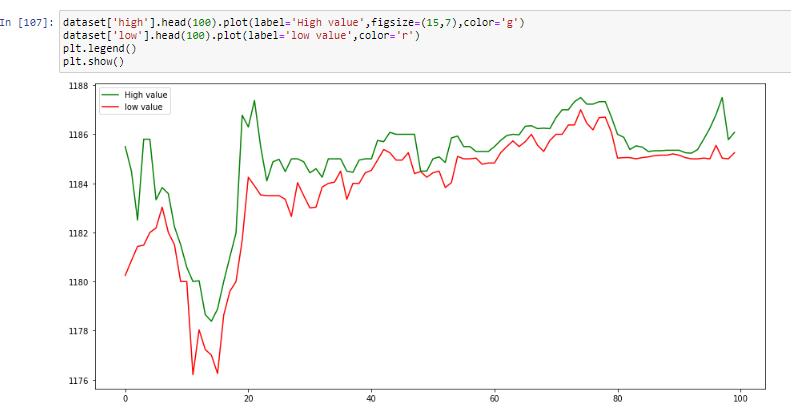 In [107]: dataset['high'].head(100).plot(label='High value',figsize=(15,7),color='g')
dataset['low'].head(100).plot(label='low value',color='r')
plt.legend()
plt.show()
High value
low value
1188
1186
1184
1182
1180
1178
1176
0 20 40 60 80 100